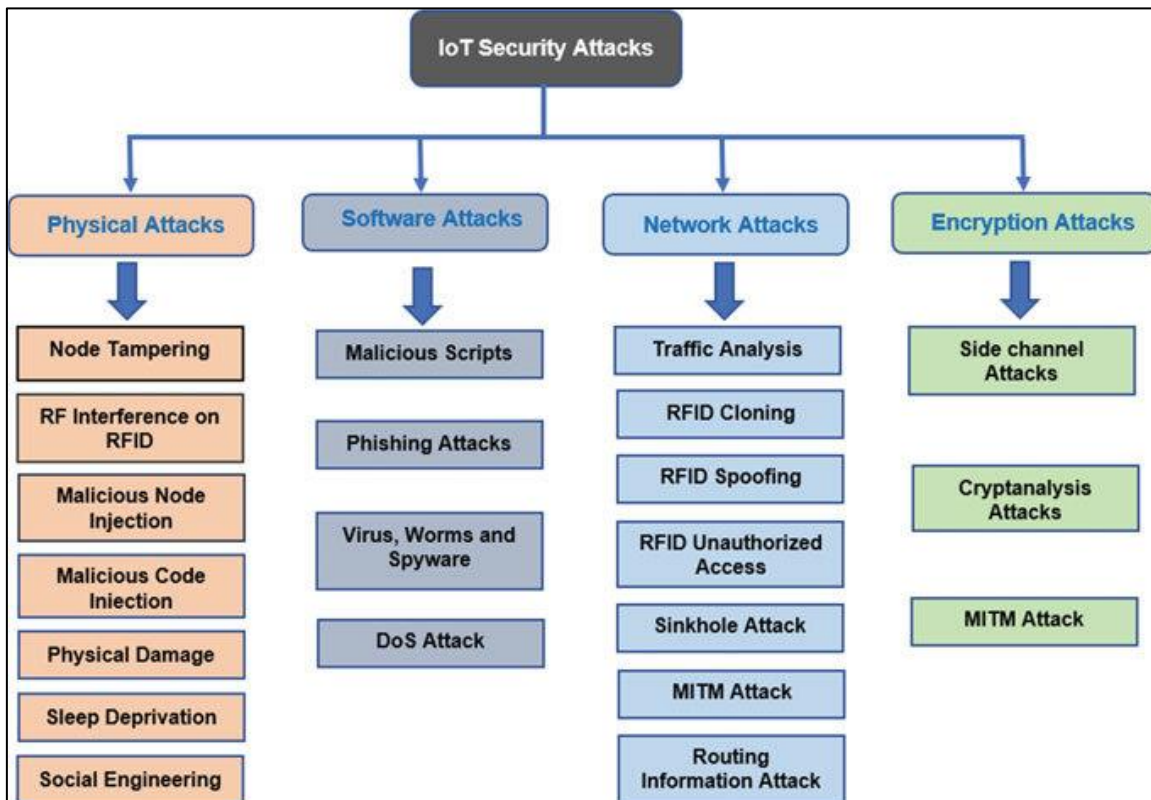 IoT Security Attacks
Physical Attacks
Software Attacks
Network Attacks
Encryption Attacks
Node Tampering
RF Interference on
RFID
Malicious Node
Injection
Malicious Code
Iniection
Physical Damage
Sleep Deprivation
Social Engineering
Malicious Scripts
Phishing Attacks
Virus, Worms and
Spyware
DoS Attack
Traffic Analysis
RFID Cloning
RFID Spoofing
RFID Unauthorized
Access
Sinkhole Attack
MITM Attack
Routing
Information Attack
Side channel
Attacks
Cryptanalysis
Attacks
MITM Attack